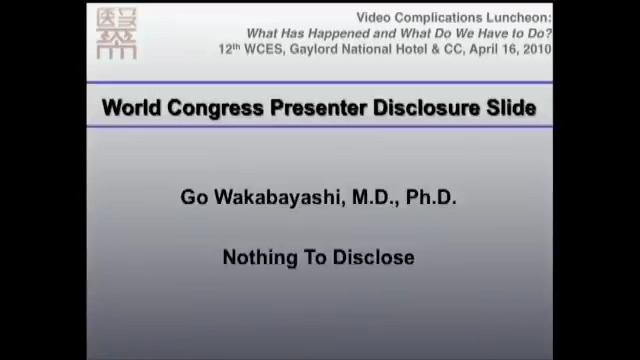 Video Complications Luncheon:
What Has Happened and What Do We Have to Do?
12th WCES, Gaylord National Hotel & CC, April 16, 2010
World Congress Presenter Disclosure Slide
Go Wakabayashi, M.D., Ph.D.
Nothing To Disclose